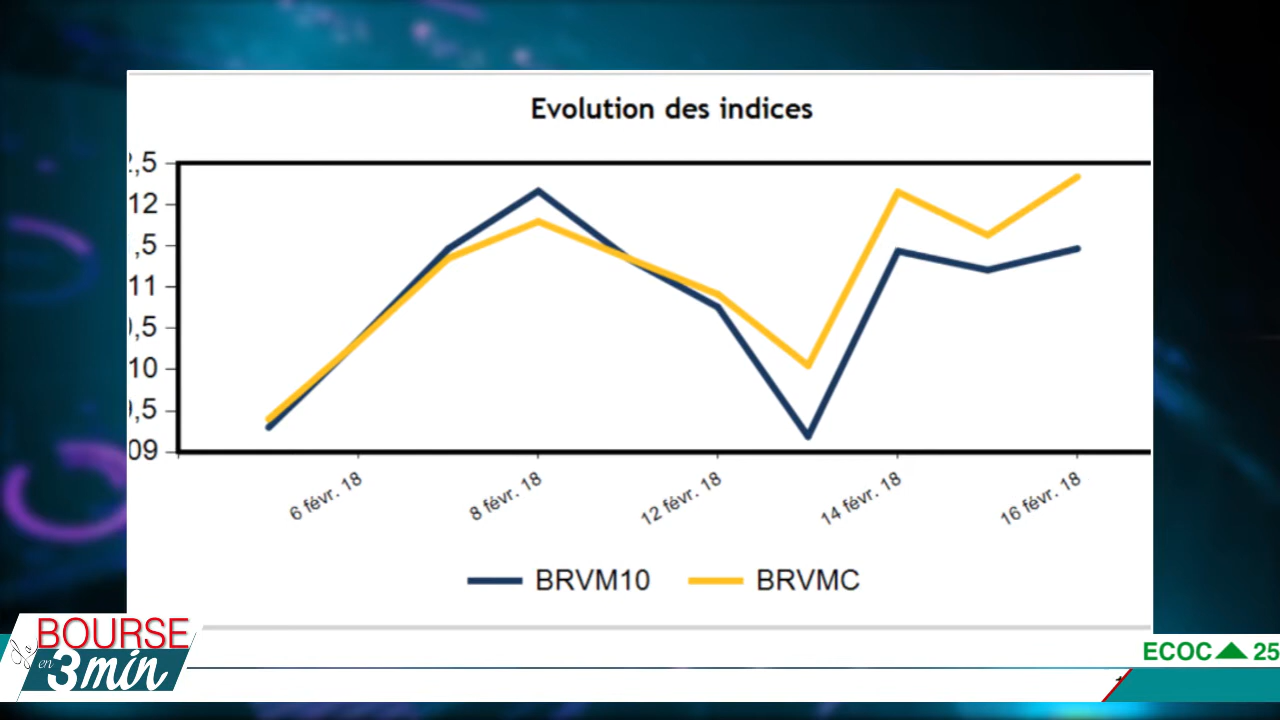 Evolution des indices
,5
12
,5
11
,5
10
,5
09
6 févr. 18
8 févr. 18
12 févr. 18
14 févr. 18
16 févr. 18
BRVM10
BRVMC
La BOURSE
en 3min
ECOC ▲ 25